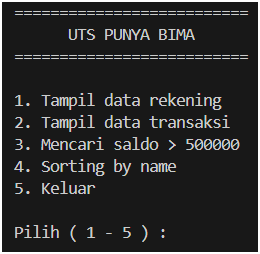 ==========================
UTS PUNYA BIMA
==========================
1. Tampil data rekening
2. Tampil data transaksi
3. Mencari saldo > 500000
4. Sorting by name
5. Keluar
Pilih ( 1 - 5 ) :